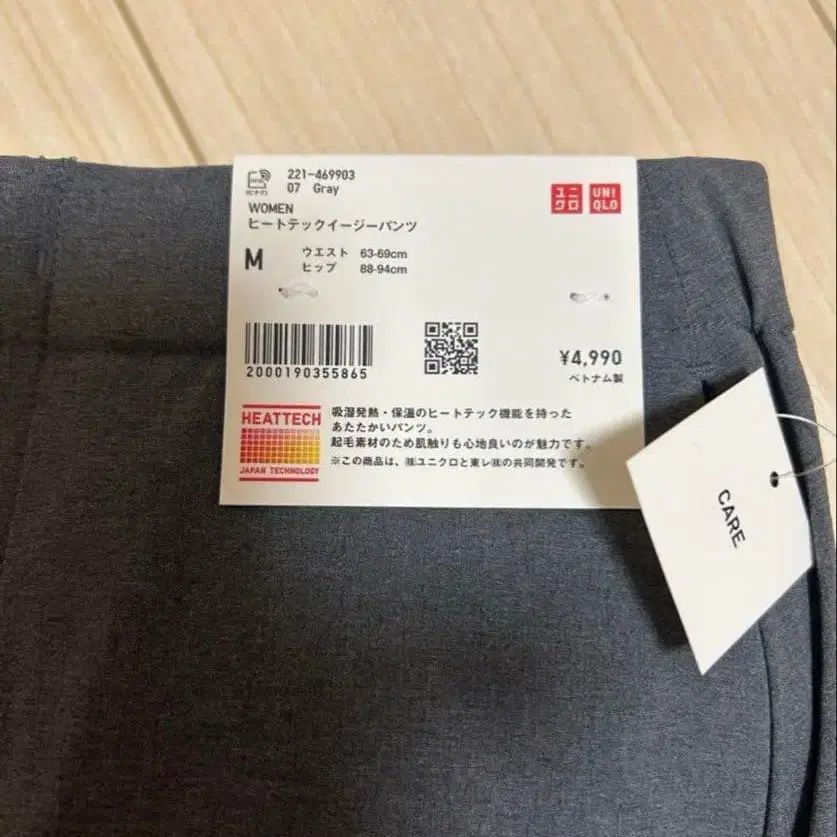 221-469903
07 Gray
WOMEN
ヒートテックイージーパンツ
ユニ
クロ
UNI
QLO
M
ウエスト 63-69cm
ヒップ 88-94cm
2000190355865
¥4,990
ベトナム製
HEATTECH
JAPAN TECHNOLOGY
吸湿発熱・保温のヒートテック機能を持った
あたたかいパンツ。
起毛素材のため肌触りも心地良いのが魅力です。
※この商品は、㈱ユニクロと東レ㈱の共同開発です。
CARE